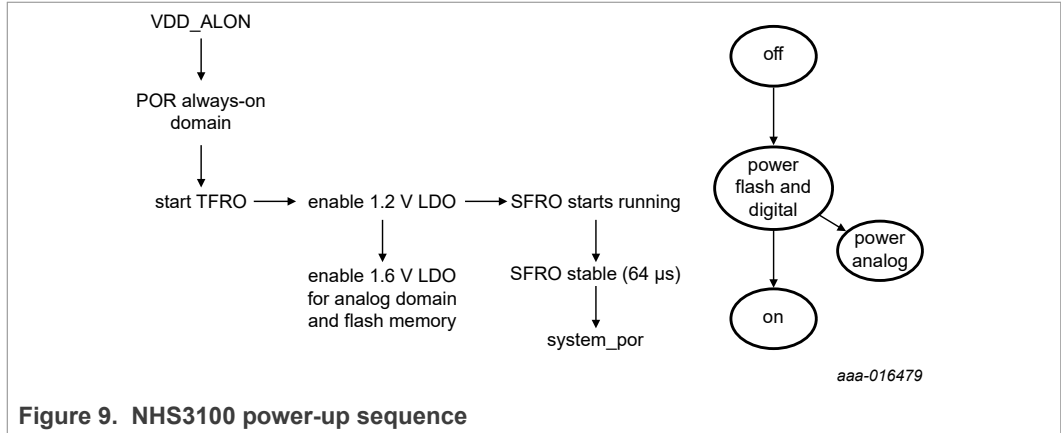 VDD_ALON
POR always-on
domain
start TFRO
enable 1.2 V LDO
SFRO starts running
enable 1.6 V LDO
for analog domain
and flash memory
SFRO stable (64 µs)
system_por
off
power
flash and
digital
power
analog
on
aaa-016479
Figure 9. NHS3100 power-up sequence